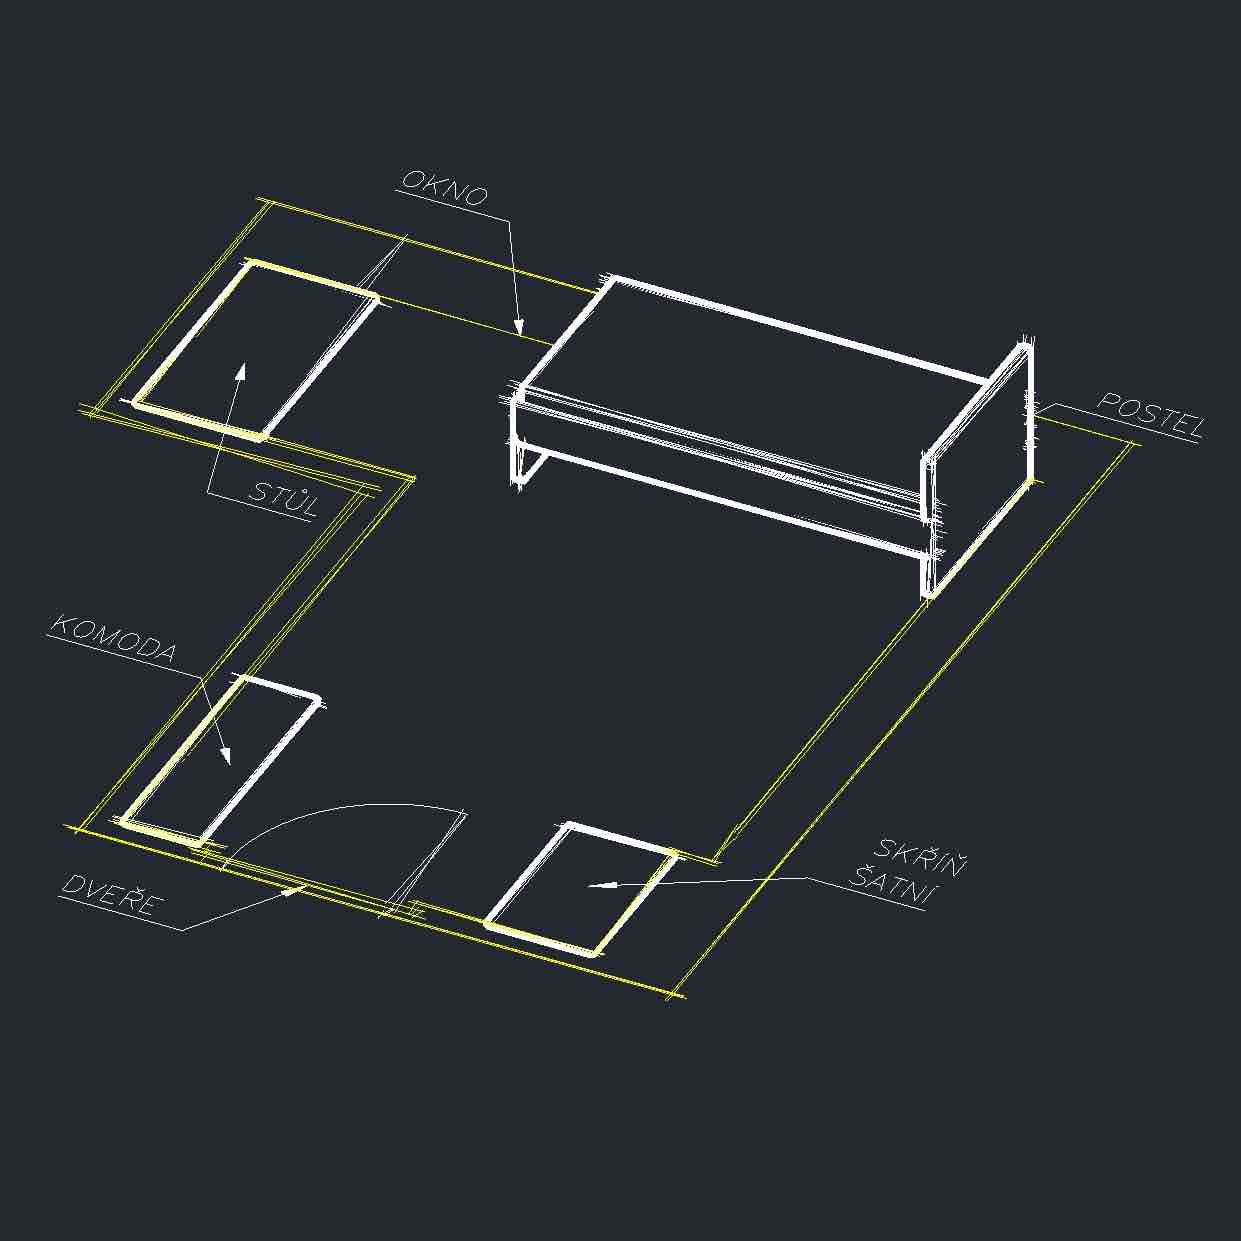 OKNO
POSTEL
STŮL
KOMODA
SKŘÍŇ
ŠATNÍ
DVEŘE